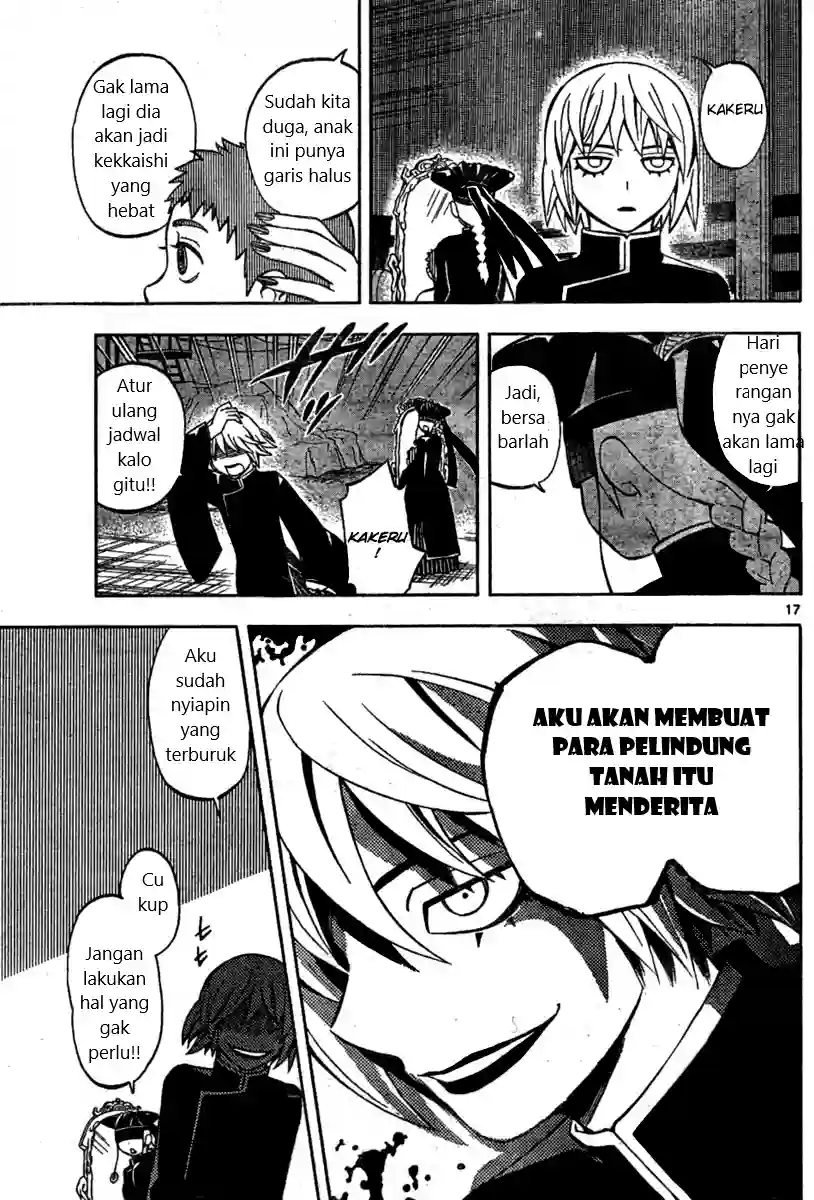 KAKERU
Sudah kita
duga, anak
ini punya
garis halus
Gak lama
lagi dia
akan jadi
kekkaishi
yang
hebat
Hari
penye
rangan
nya gak
akan lama
lagi
Jadi,
bersa
barlah
KAKERU
!
Atur
ulang
jadwal
kalo
gitu!!
17
AKU AKAN MEMBUAT
PARA PELINDUNG
TANAH ITU
MENDERITA
Aku
sudah
nyiapin
yang
terburuk
Cu
kup
Jangan
lakukan
hal yang
gak
perlu!!